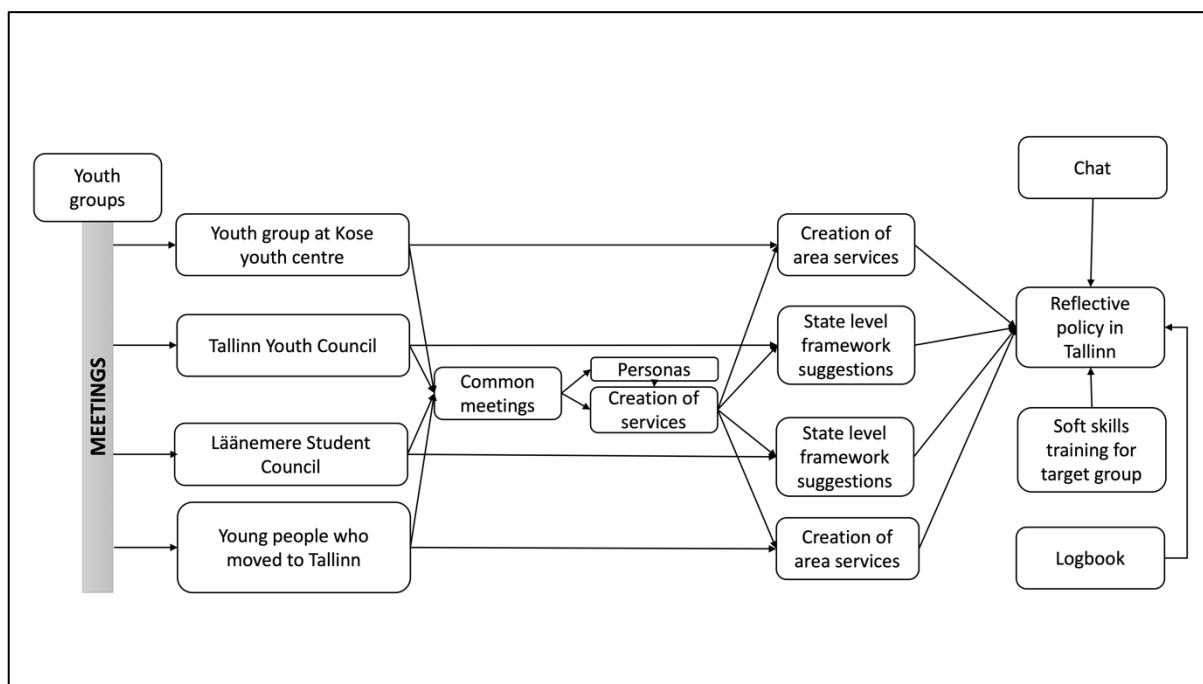 Youth
groups
MEETINGS
Youth group at Kose
youth centre
Tallinn Youth Council
Läänemere Student
Council
Young people who
moved to Tallinn
Common
meetings
Personas
Creation of
services
Creation of
area services
State level
framework
suggestions
State level
framework
suggestions
Creation of
area services
Chat
Reflective
policy in
Tallinn
Soft skills
training for
target group
Logbook